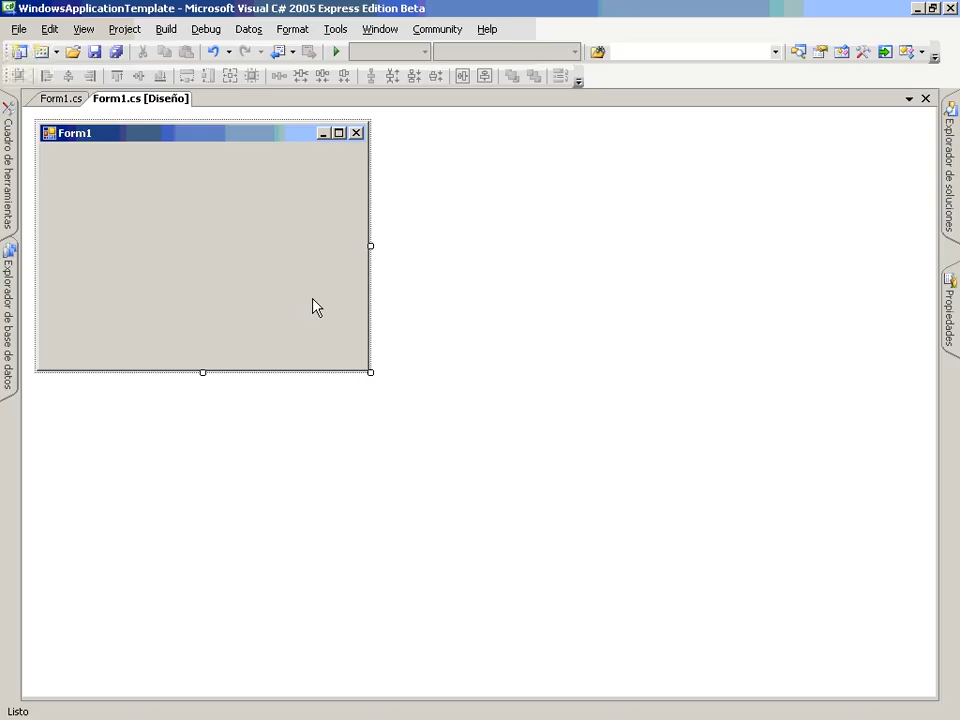 WindowsApplicationTemplate - Microsoft Visual C# 2005 Express Edition Beta
File Edit View Project Build Debug Datos Format Tools Window Community Help
Form1.cs Form1.cs [Diseño]
Form1
Cuadro de herramientas
Explorador de base de datos
Explorador de soluciones
Propiedades
Listo